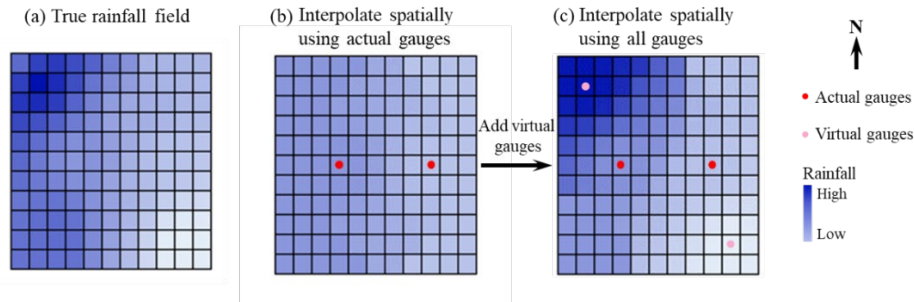 (a) True rainfall field
(b) Interpolate spatially
using actual gauges
(c) Interpolate spatially
using all gauges
Add virtual
gauges
N
Actual gauges
Virtual gauges
Rainfall
High
Low